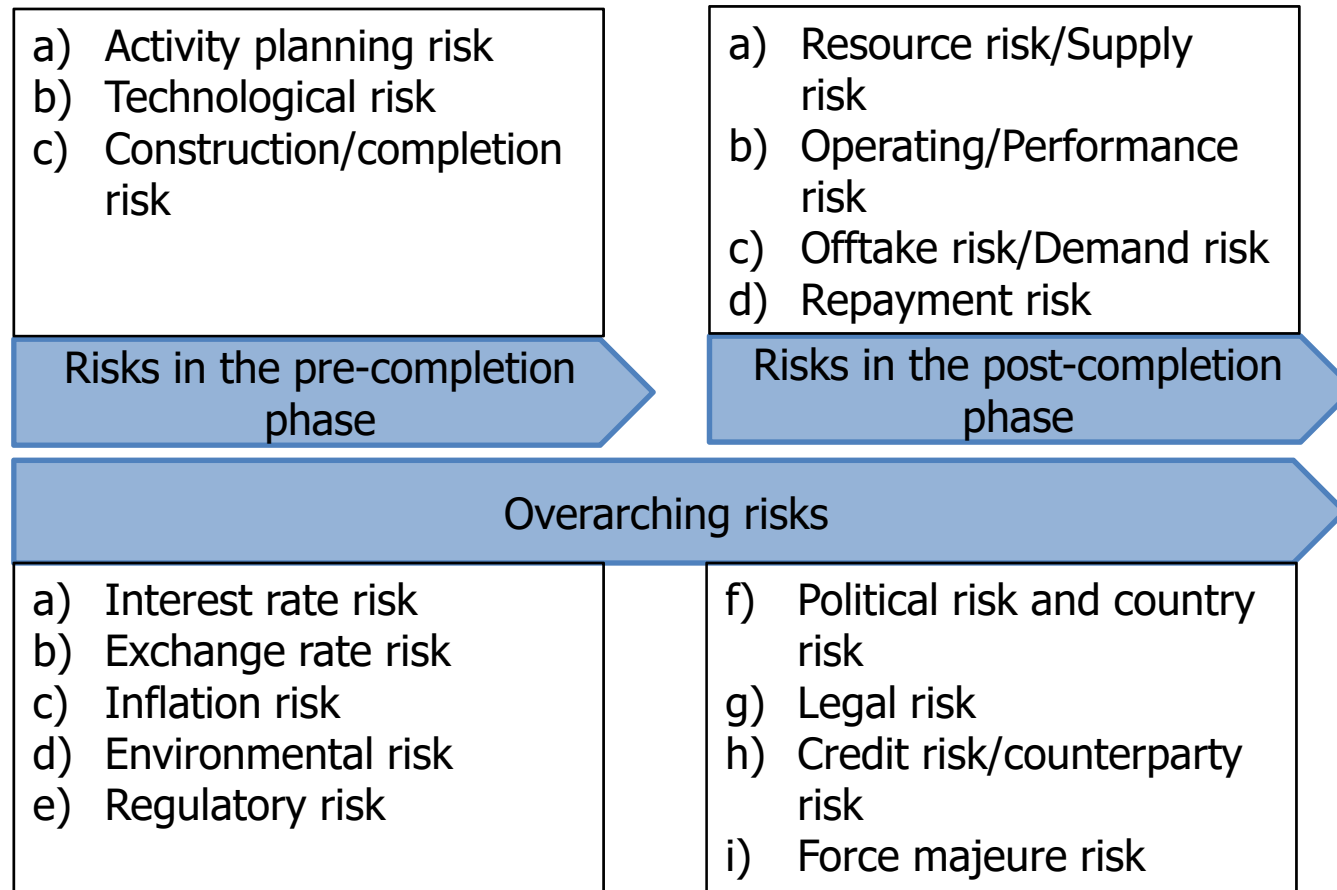 a) Activity planning risk
b) Technological risk
c) Construction/completion
risk
a) Resource risk/Supply
risk
b) Operating/Performance
risk
c) Offtake risk/Demand risk
d) Repayment risk
Risks in the pre-completion
phase
Risks in the post-completion
phase
Overarching risks
a) Interest rate risk
b) Exchange rate risk
c) Inflation risk
d) Environmental risk
e) Regulatory risk
f) Political risk and country
risk
g) Legal risk
h) Credit risk/counterparty
risk
i) Force majeure risk